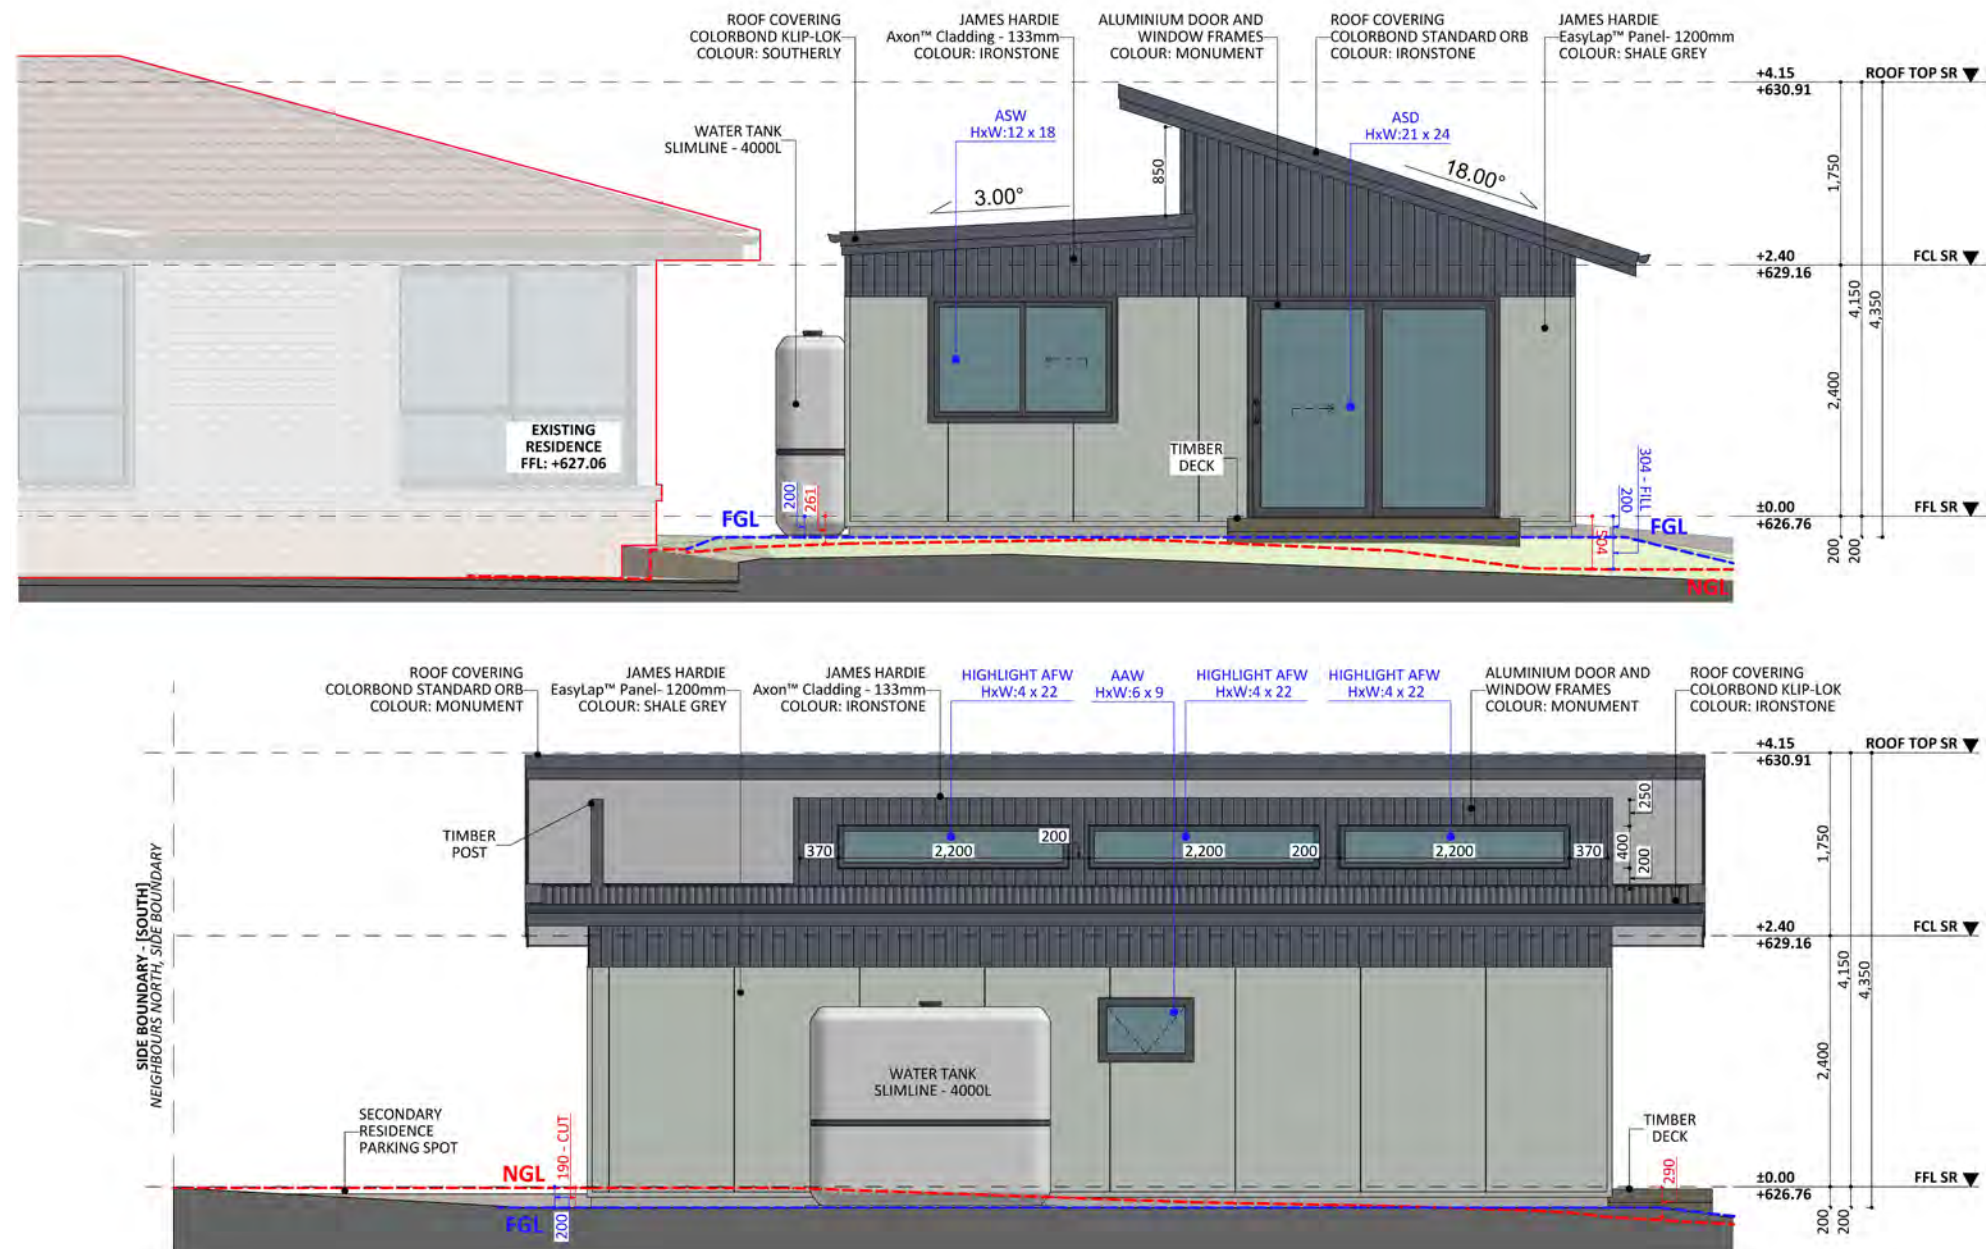 ROOF COVERING
COLORBOND KLIP-LOK
COLOUR: SOUTHERLY
JAMES HARDIE
Axon™ Cladding - 133mm
COLOUR: IRONSTONE
ALUMINIUM DOOR AND
WINDOW FRAMES
COLOUR: MONUMENT
ROOF COVERING
COLORBOND STANDARD ORB
COLOUR: IRONSTONE
JAMES HARDIE
EasyLap™ Panel- 1200mm
COLOUR: SHALE GREY
WATER TANK
SLIMLINE - 4000L
ASW
HxW:12 x 18
ASD
HxW:21 x 24
850
3.00°
18.00°
+4.15
+630.91
ROOF TOP SR
1,750
+2.40
+629.16
FCL SR
4,150
4,350
2,400
EXISTING
RESIDENCE
FFL: +627.06
TIMBER
DECK
200
261
FGL
304 - FILL
200
504
FGL
NGL
±0.00
+626.76
FFL SR
200
200
ROOF COVERING
COLORBOND STANDARD ORB
COLOUR: MONUMENT
JAMES HARDIE
EasyLap™ Panel- 1200mm
COLOUR: SHALE GREY
JAMES HARDIE
Axon™ Cladding - 133mm
COLOUR: IRONSTONE
HIGHLIGHT AFW
HxW:4 x 22
AAW
HxW:6 x 9
HIGHLIGHT AFW
HxW:4 x 22
HIGHLIGHT AFW
HxW:4 x 22
ALUMINIUM DOOR AND
WINDOW FRAMES
COLOUR: MONUMENT
ROOF COVERING
COLORBOND KLIP-LOK
COLOUR: IRONSTONE
+4.15
+630.91
ROOF TOP SR
TIMBER
POST
370
2,200
200
2,200
200
2,200
370
250
400
200
1,750
+2.40
+629.16
FCL SR
4,150
4,350
2,400
SIDE BOUNDARY - [SOUTH]
NEIGHBOURS NORTH, SIDE BOUNDARY
WATER TANK
SLIMLINE - 4000L
SECONDARY
RESIDENCE
PARKING SPOT
NGL
190 - CUT
FGL
200
TIMBER
DECK
290
±0.00
+626.76
FFL SR
200
200